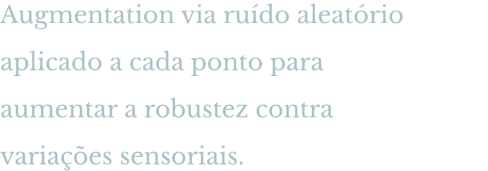 Augmentation via ruído aleatório
aplicado a cada ponto para
aumentar a robustez contra
variações sensoriais.